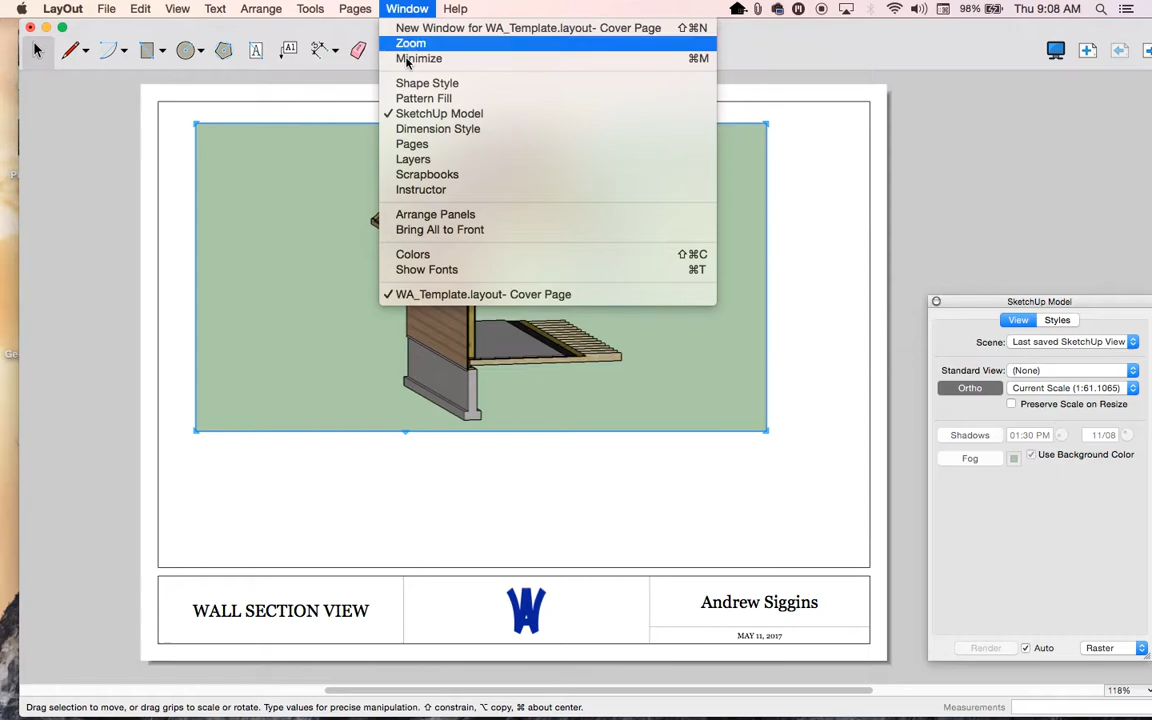 LayOut File Edit View Text Arrange Tools Pages Window Help 98% Thu 9:08 AM
New Window for WA_Template.layout- Cover Page ⇧⌘N
Zoom
Minimize ⌘M
Shape Style
Pattern Fill
✓ SketchUp Model
Dimension Style
Pages
Layers
Scrapbooks
Instructor
Arrange Panels
Bring All to Front
Colors ⇧⌘C
Show Fonts ⌘T
✓ WA_Template.layout- Cover Page
SketchUp Model
View Styles
Scene: Last saved SketchUp View
Standard View: (None)
Ortho Current Scale (1:61.1065)
Preserve Scale on Resize
Shadows 01:30 PM 11/08
Fog Use Background Color
Render Auto Raster
WALL SECTION VIEW
WA
Andrew Siggins
MAY 11, 2017
118%
Drag selection to move, or drag grips to scale or rotate. Type values for precise manipulation. ⇧ constrain, ⌥ copy, ⌘ about center. Measurements